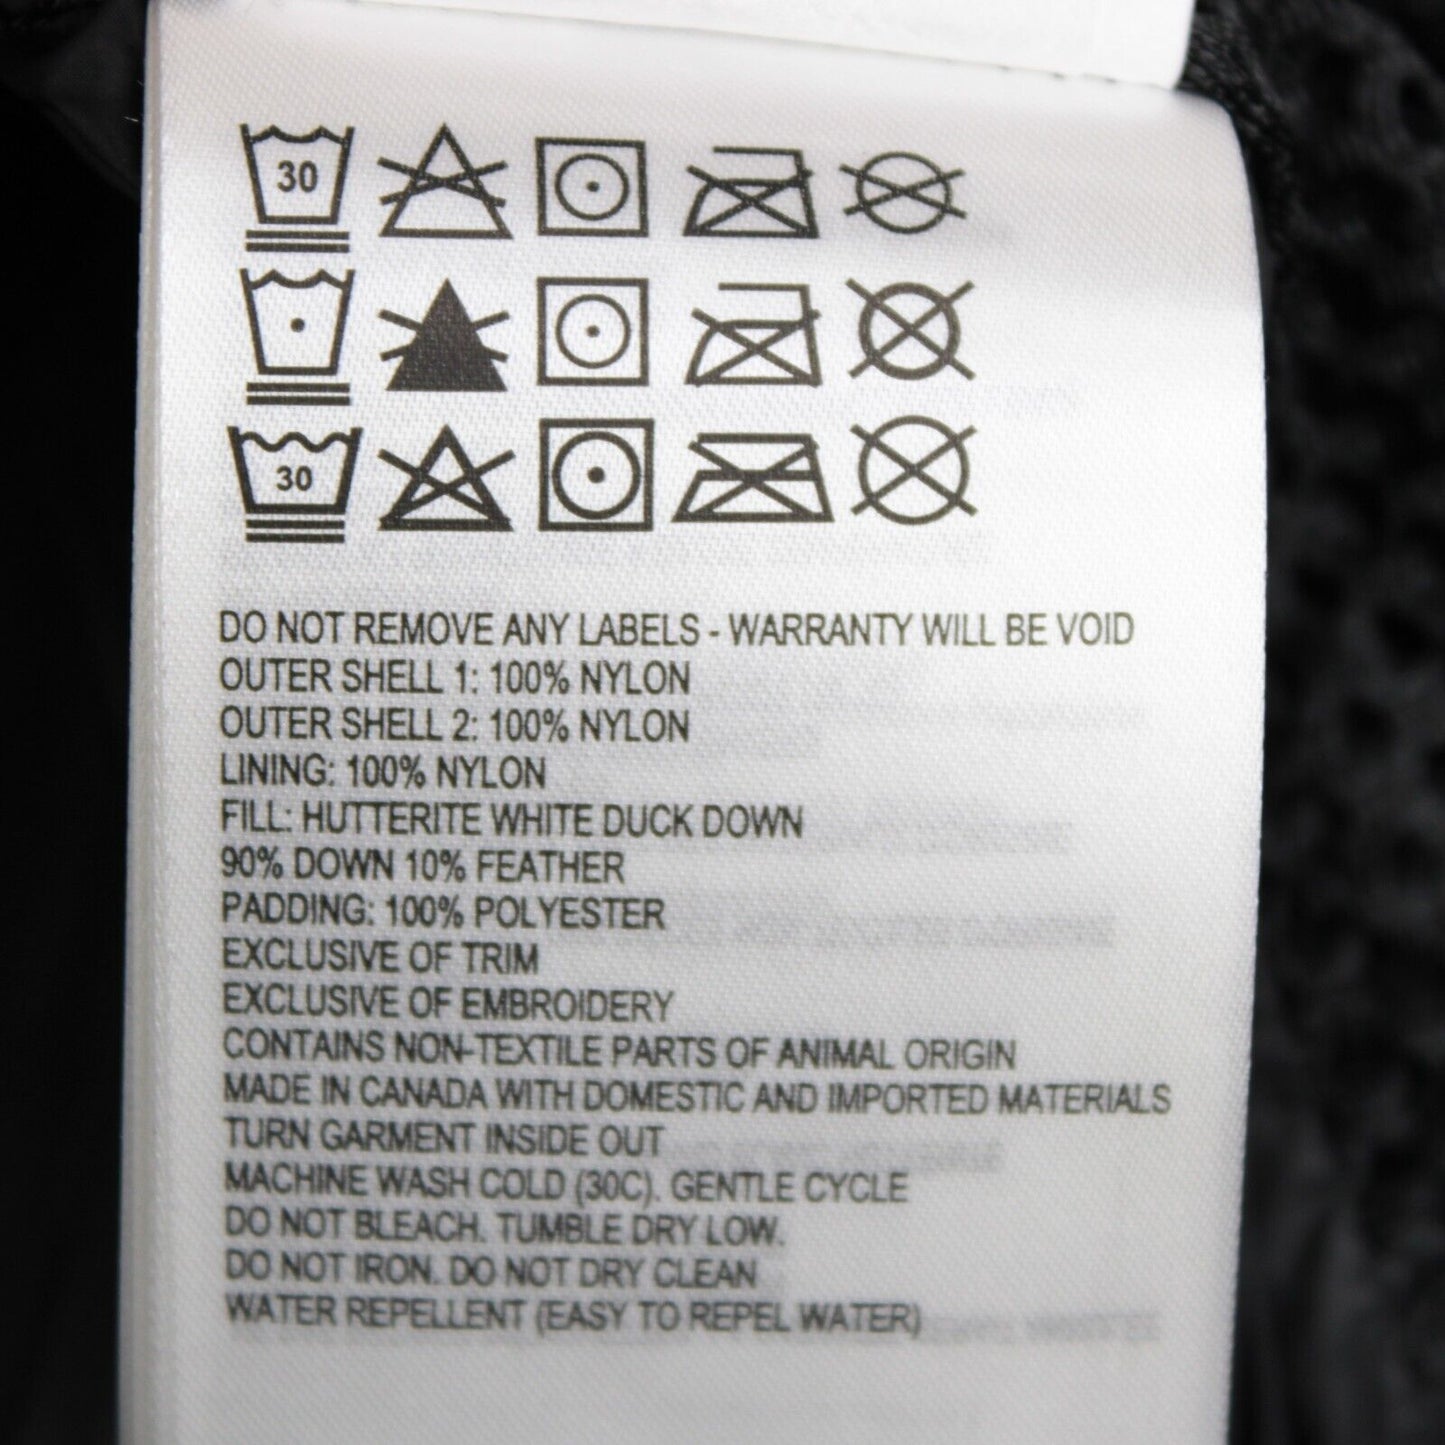 30
30
DO NOT REMOVE ANY LABELS - WARRANTY WILL BE VOID
OUTER SHELL 1: 100% NYLON
OUTER SHELL 2: 100% NYLON
LINING: 100% NYLON
FILL: HUTTERITE WHITE DUCK DOWN
90% DOWN 10% FEATHER
PADDING: 100% POLYESTER
EXCLUSIVE OF TRIM
EXCLUSIVE OF EMBROIDERY
CONTAINS NON-TEXTILE PARTS OF ANIMAL ORIGIN
MADE IN CANADA WITH DOMESTIC AND IMPORTED MATERIALS
TURN GARMENT INSIDE OUT
MACHINE WASH COLD (30C). GENTLE CYCLE
DO NOT BLEACH. TUMBLE DRY LOW.
DO NOT IRON. DO NOT DRY CLEAN
WATER REPELLENT (EASY TO REPEL WATER)